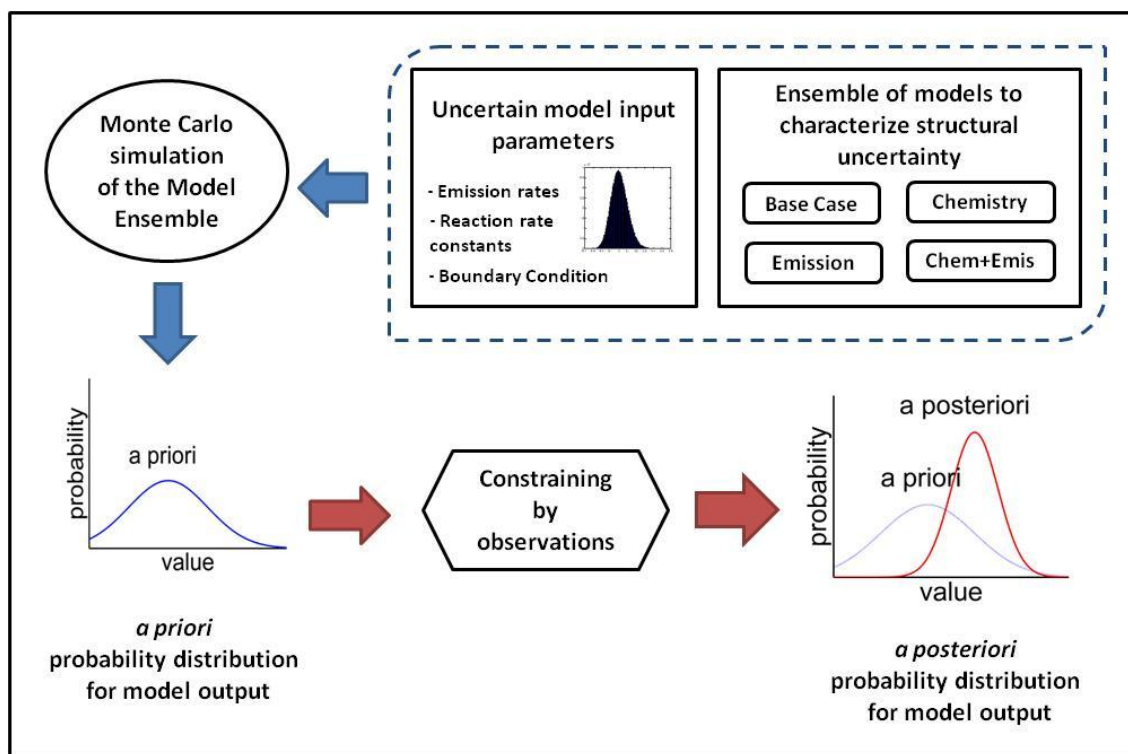 Monte Carlo
simulation
of the Model
Ensemble
Uncertain model input
parameters
- Emission rates
- Reaction rate
constants
- Boundary Condition
Ensemble of models to
characterize structural
uncertainty
Base Case
Chemistry
Emission
Chem+Emis
probability
a priori
value
a priori
probability distribution
for model output
Constraining
by
observations
probability
a posteriori
a priori
value
a posteriori
probability distribution
for model output